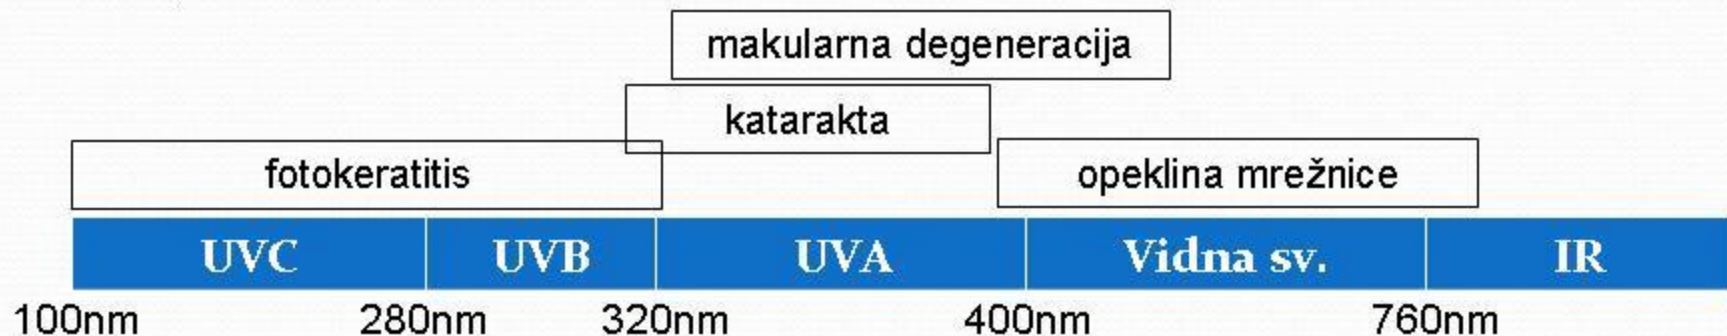 makularna degeneracija
katarakta
fotokeratitis
opeklina mrežnice
UVC UVB UVA Vidna sv. IR
100nm 280nm 320nm 400nm 760nm